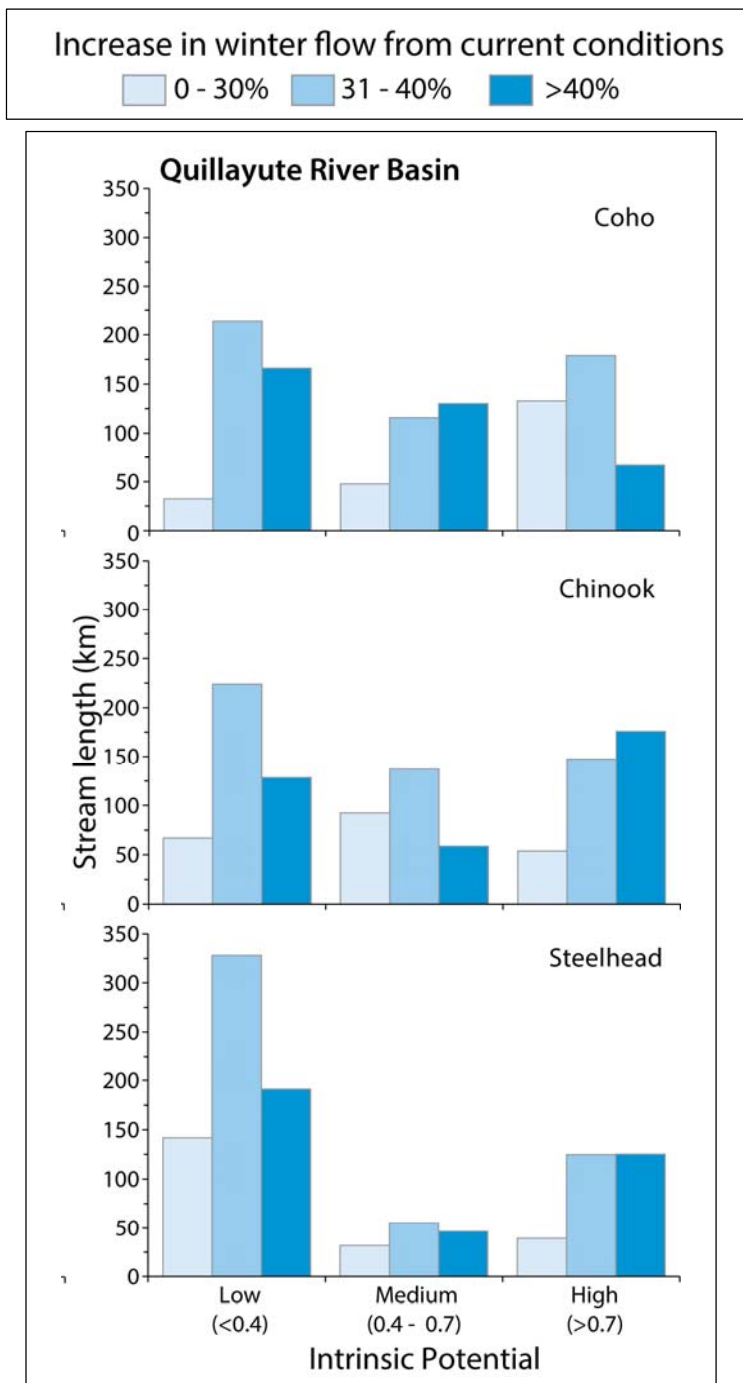 Increase in winter flow from current conditions
0 - 30% 31 - 40% >40%
Quillayute River Basin
Coho
350
300
250
200
150
100
50
0
Chinook
350
300
250
200
150
100
50
0
Stream length (km)
Steelhead
350
300
250
200
150
100
50
0
Low Medium High
(<0.4) (0.4 - 0.7) (>0.7)
Intrinsic Potential